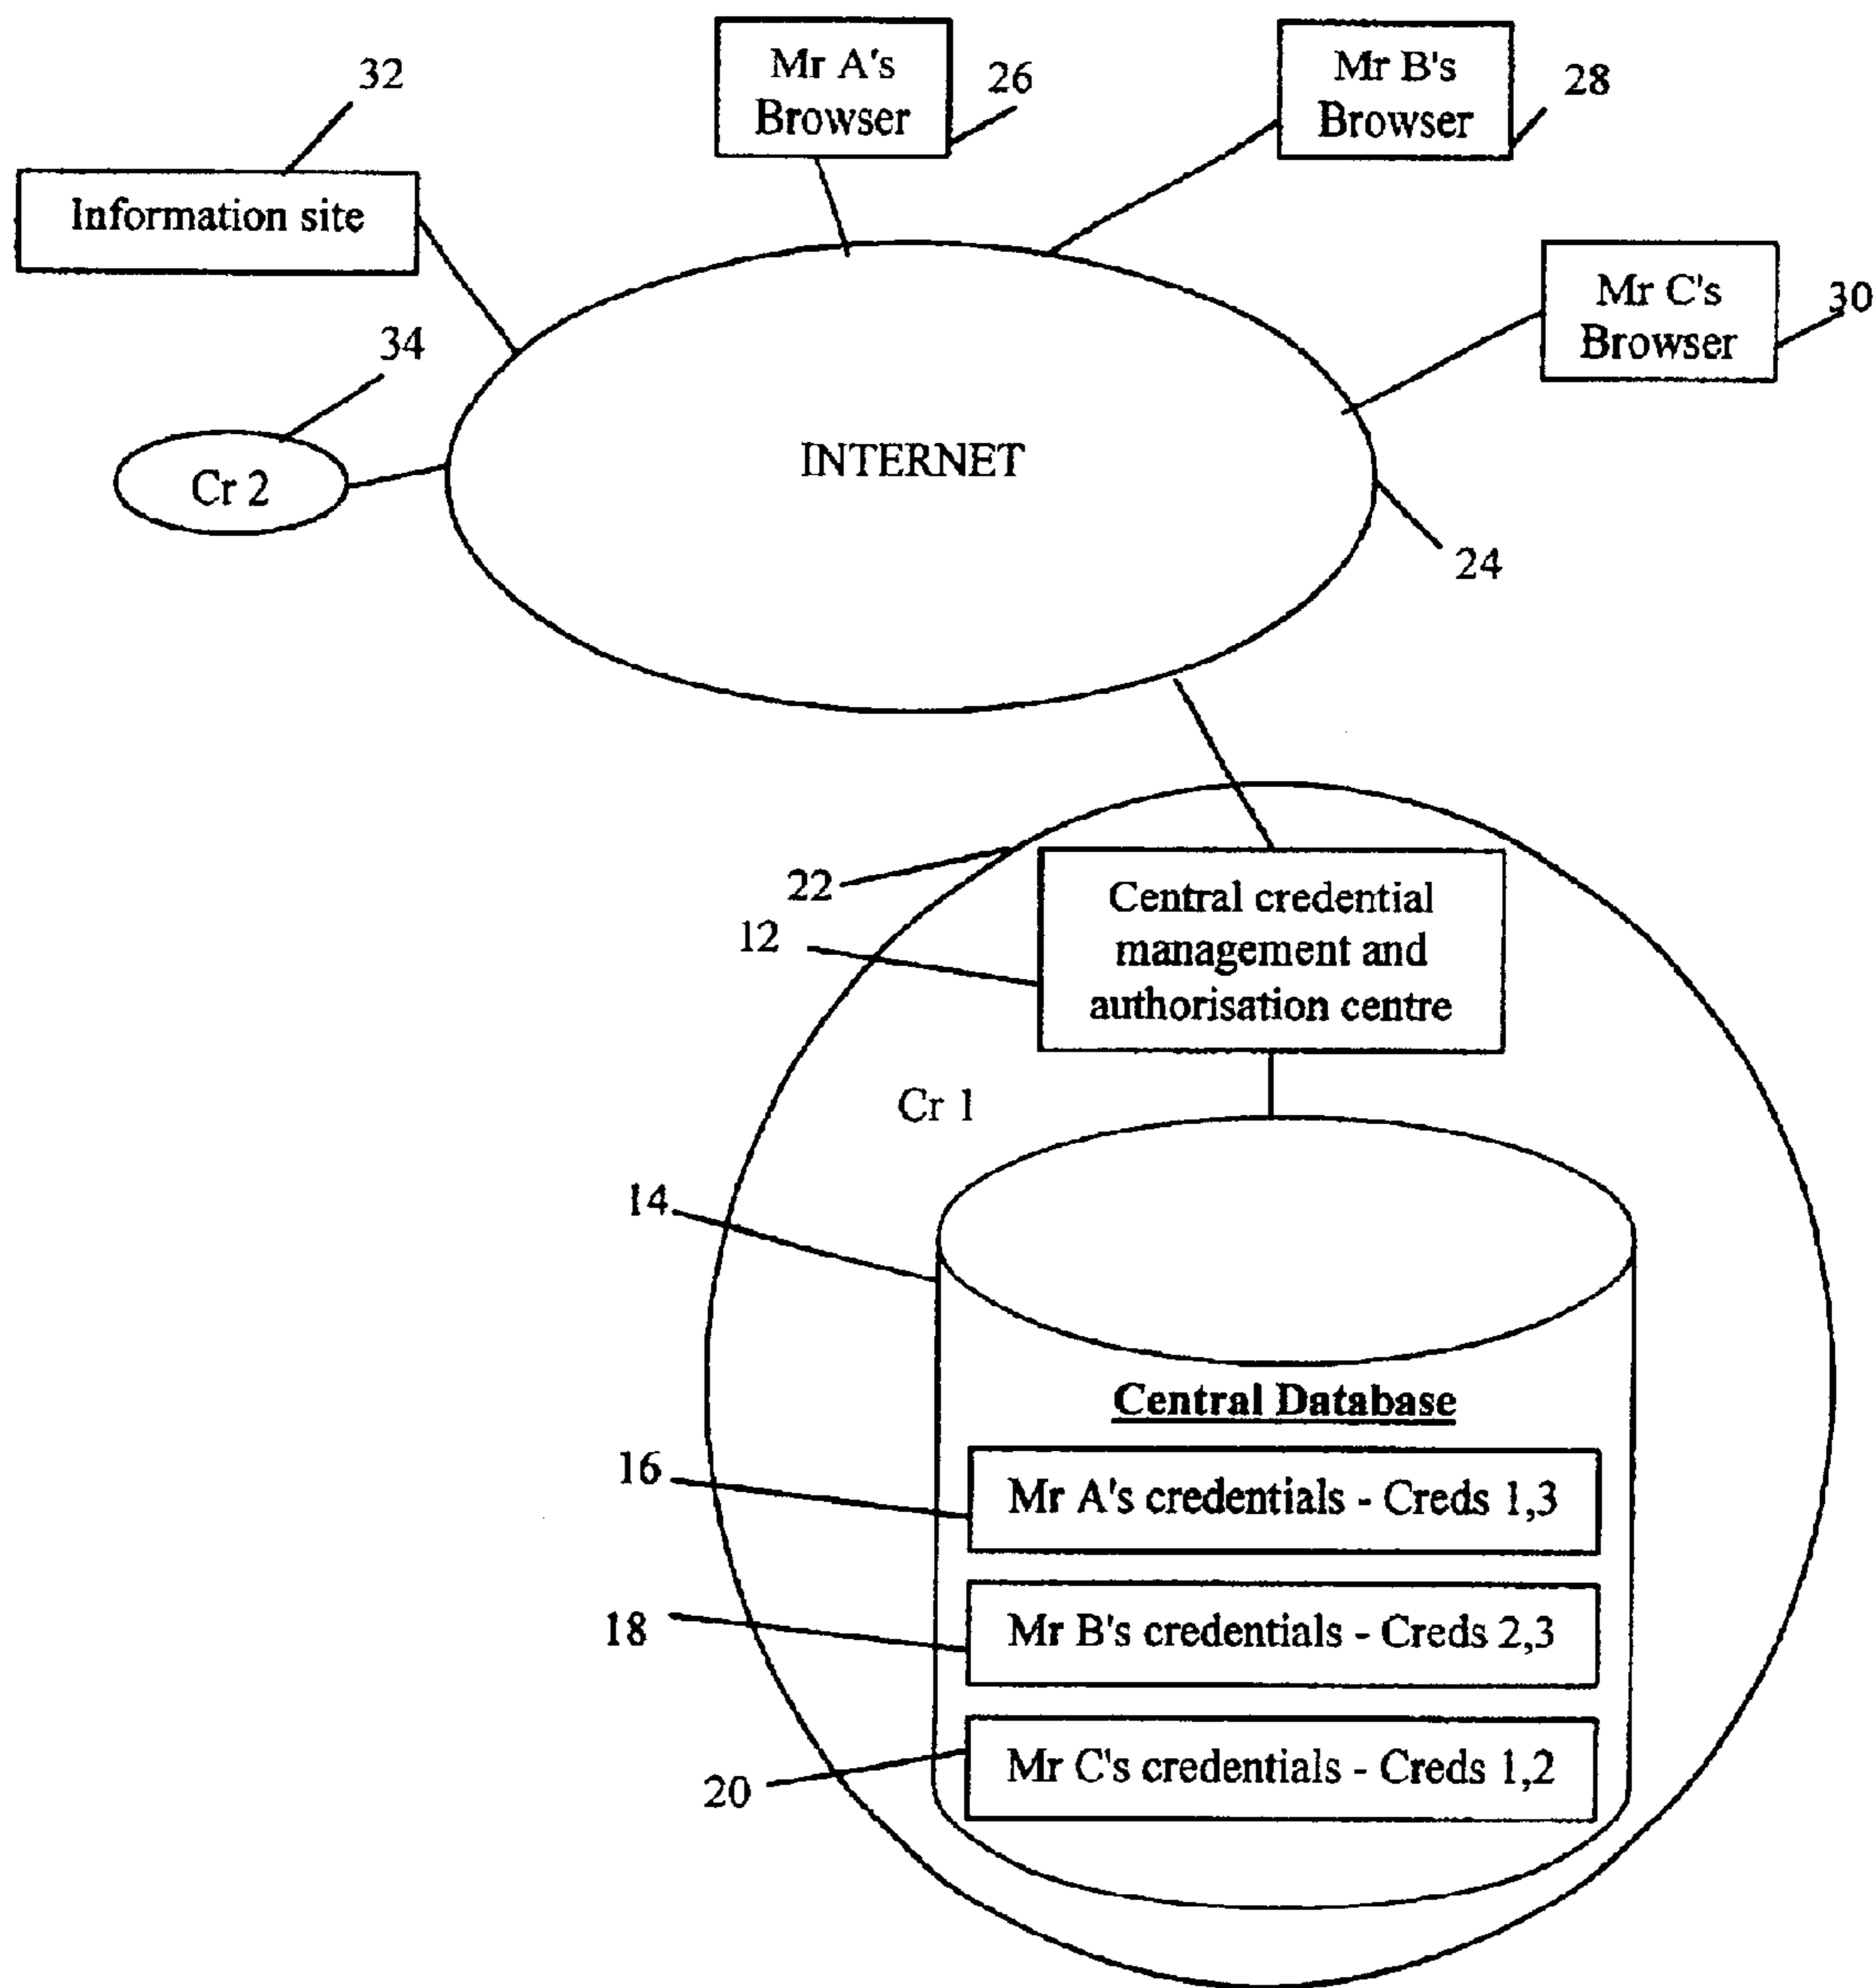 Mr A's
Browser
26
Mr B's
Browser
28
32
Information site
Mr C's
Browser
30
34
Cr 2
INTERNET
24
22
12
Central credential
management and
authorisation centre
Cr 1
14
Central Database
16
Mr A's credentials - Creds 1,3
18
Mr B's credentials - Creds 2,3
20
Mr C's credentials - Creds 1,2